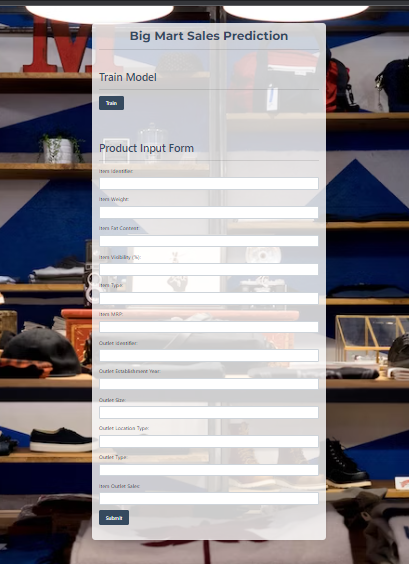 Big Mart Sales Prediction
Train Model
Train
Product Input Form
Item Identifier:
Item Weight:
Item Fat Content:
Item Visibility (%):
Item Type:
Item MRP:
Outlet Identifier:
Outlet Establishment Year:
Outlet Size:
Outlet Location Type:
Outlet Type:
Item Outlet Sales:
Submit